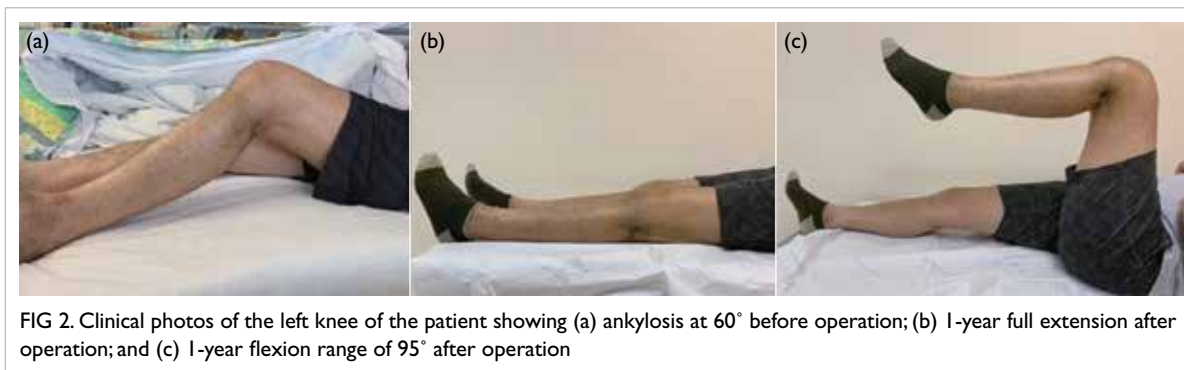 (a)
(b)
(c)
FIG 2. Clinical photos of the left knee of the patient showing (a) ankylosis at 60˚ before operation; (b) 1-year full extension after
operation; and (c) 1-year flexion range of 95˚ after operation